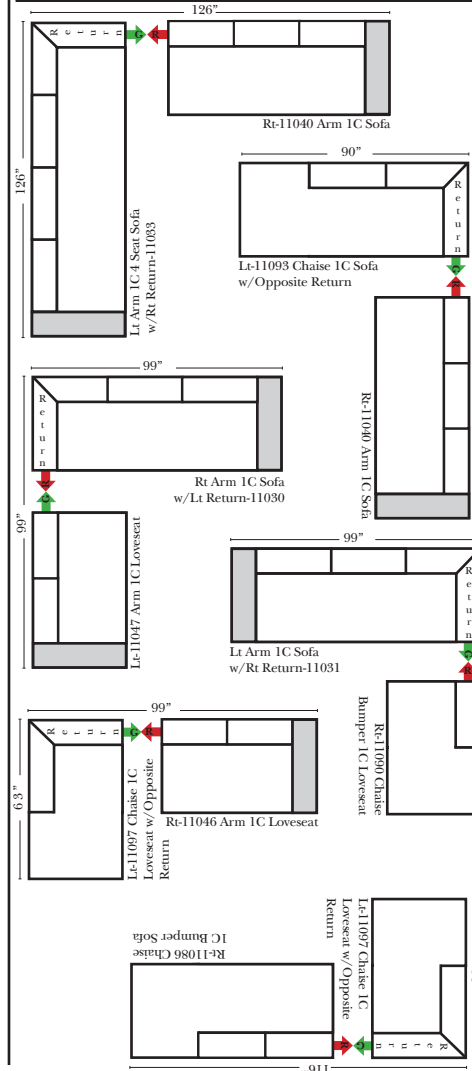 126”
Return
G
R
Rt-11040 Arm 1C Sofa
126”
Lt Arm 1C 4 Seat Sofa
w/Rt Return-11033
90”
Return
Lt-11093 Chaise 1C Sofa
w/Opposite Return
G
R
Rt-11040 Arm 1C Sofa
99”
Return
R
G
Rt Arm 1C Sofa
w/Lt Return-11030
99”
Lt-11047 Arm 1C Loveseat
99”
Return
Lt Arm 1C Sofa
w/Rt Return-11031
G
R
Rt-11090 Chaise
Bumper 1C Loveseat
99”
Return
G
R
63”
Lt-11097 Chaise 1C
Loveseat w/Opposite
Return
Rt-11046 Arm 1C Loveseat
Rt-11086 Chaise
1C Bumper Sofa
Lt-11097 Chaise 1C
Loveseat w/Opposite
Return
R
G
Return
116